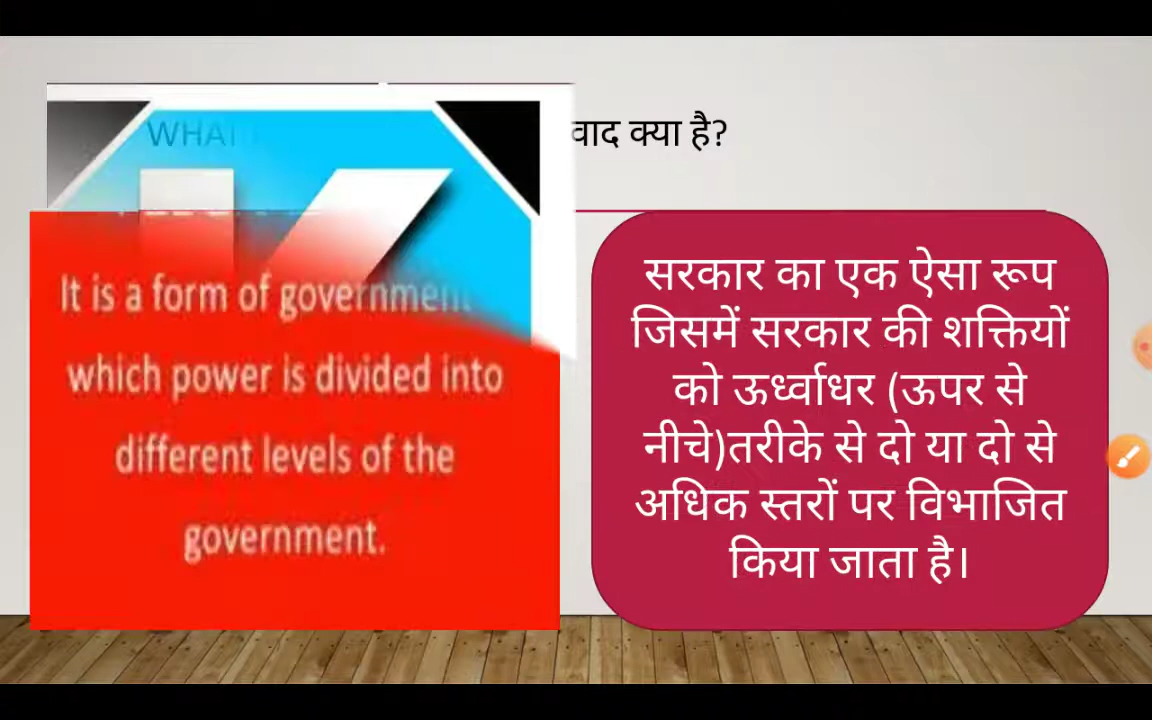 WHAT
वाद क्या है?
It is a form of government
which power is divided into
different levels of the
government.
सरकार का एक ऐसा रूप
जिसमें सरकार की शक्तियों
को ऊर्ध्वाधर (ऊपर से
नीचे)तरीके से दो या दो से
अधिक स्तरों पर विभाजित
किया जाता है।